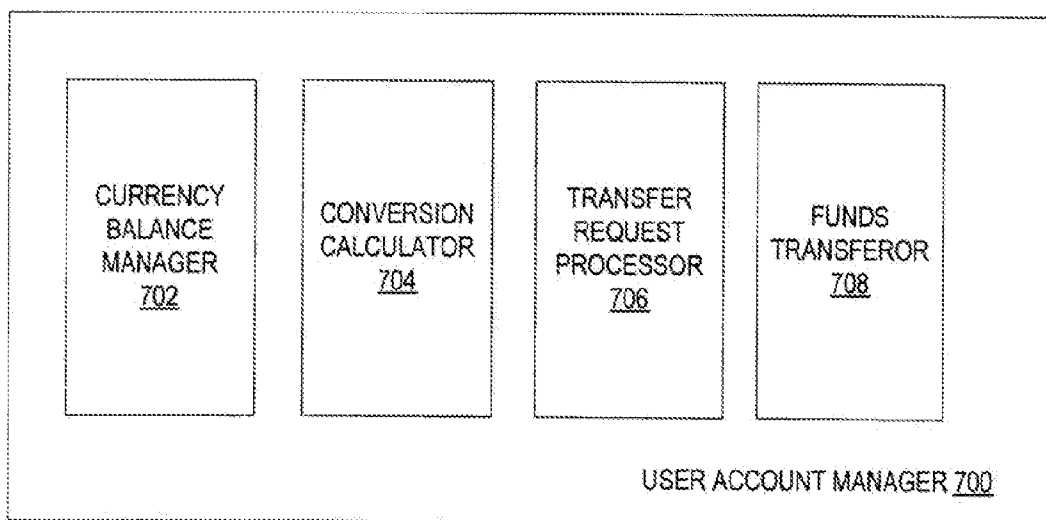 CURRENCY
BALANCE
MANAGER
702
CONVERSION
CALCULATOR
704
TRANSFER
REQUEST
PROCESSOR
706
FUNDS
TRANSFEROR
708
USER ACCOUNT MANAGER 700